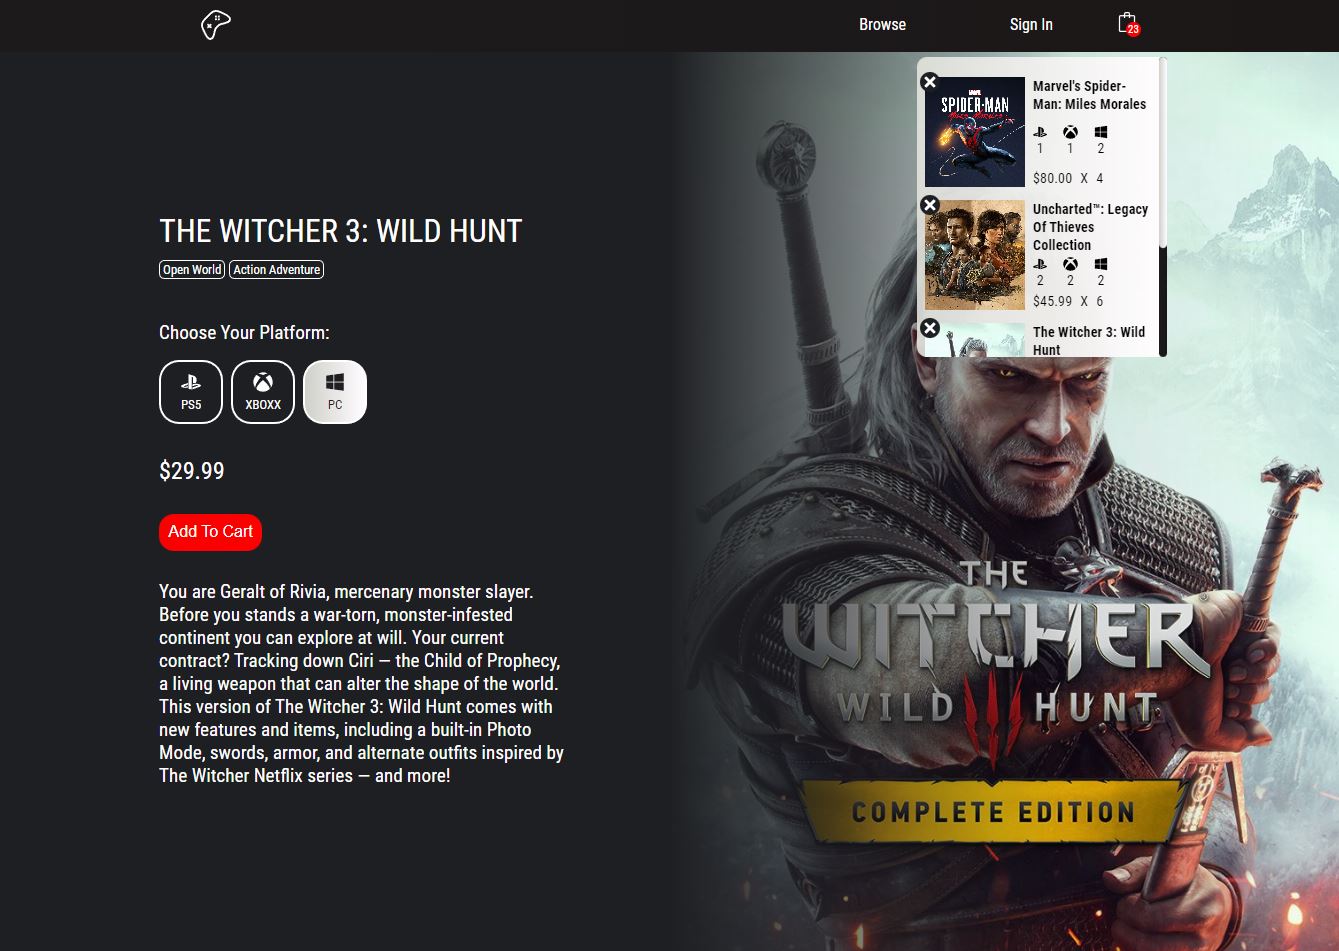 Browse
Sign In
23
Marvel's Spider-
Man: Miles Morales
1 1 2
$80.00 X 4
MARVEL
SPIDER-MAN
MILES MORALES
Uncharted™: Legacy
Of Thieves
Collection
2 2 2
$45.99 X 6
The Witcher 3: Wild
Hunt
THE WITCHER 3: WILD HUNT
Open World
Action Adventure
Choose Your Platform:
PS5
XBOXX
PC
$29.99
Add To Cart
You are Geralt of Rivia, mercenary monster slayer.
Before you stands a war-torn, monster-infested
continent you can explore at will. Your current
contract? Tracking down Ciri — the Child of Prophecy,
a living weapon that can alter the shape of the world.
This version of The Witcher 3: Wild Hunt comes with
new features and items, including a built-in Photo
Mode, swords, armor, and alternate outfits inspired by
The Witcher Netflix series — and more!
THE
WITCHER
WILD HUNT
COMPLETE EDITION